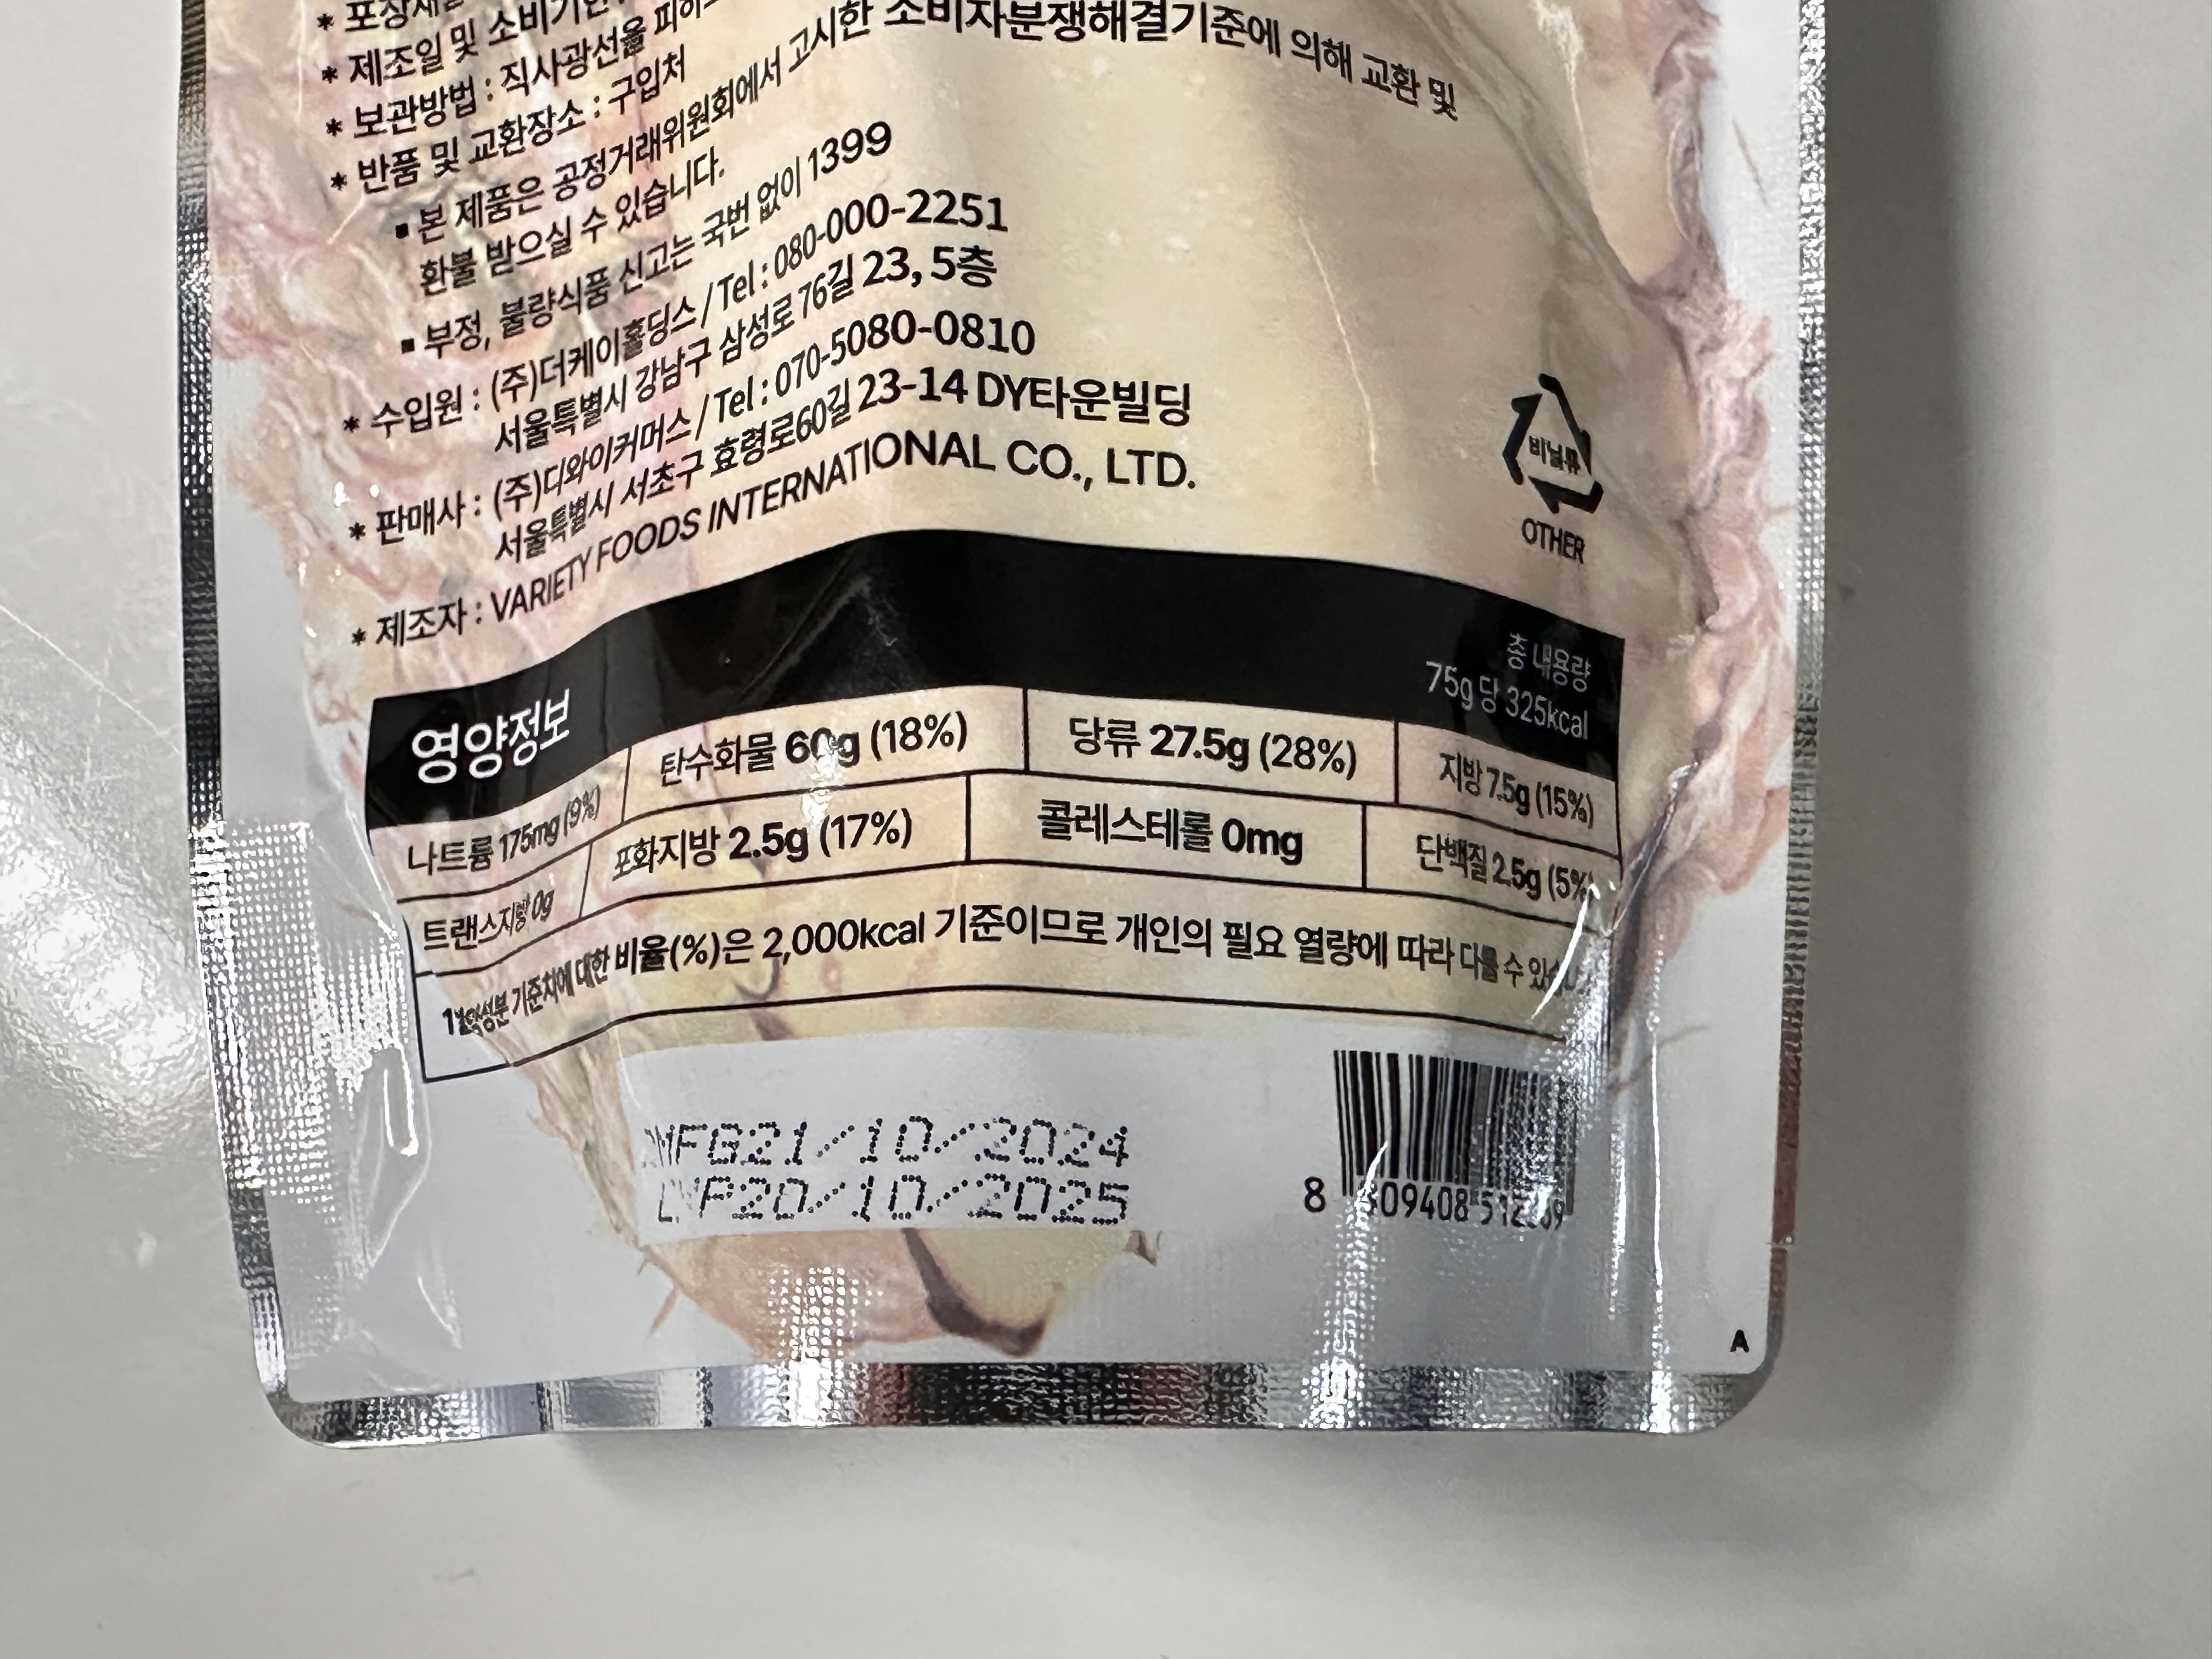 * 제조일 및
* 보관방법 : 직사광선을
* 반품 및 교환장소 : 구입처
▪ 본 제품은 공정거래위원회에서 고시한 소비자분쟁해결기준에 의해 교환 및
환불 받으실 수 있습니다.
▪ 부정, 불량식품 신고는 국번 없이 1399
* 수입원 : (주)더케이홀딩스 / Tel : 080-000-2251
서울특별시 강남구 삼성로76길 23, 5층
* 판매사 : (주)디와이커머스 / Tel : 070-5080-0810
서울특별시 서초구 효령로60길 23-14 DY타운빌딩
* 제조자 : VARIETY FOODS INTERNATIONAL CO., LTD.
비닐류
OTHER
영양정보
총 내용량
75g 당 325kcal
나트륨 175mg (9%) 탄수화물 60g (18%) 당류 27.5g (28%) 지방 7.5g (15%)
트랜스지방 0g 포화지방 2.5g (17%) 콜레스테롤 0mg 단백질 2.5g (5%)
기준치에 대한 비율(%)은 2,000kcal 기준이므로 개인의 필요 열량에 따라 다를 수
MFG21/10/2024
20/10/2025
8
A